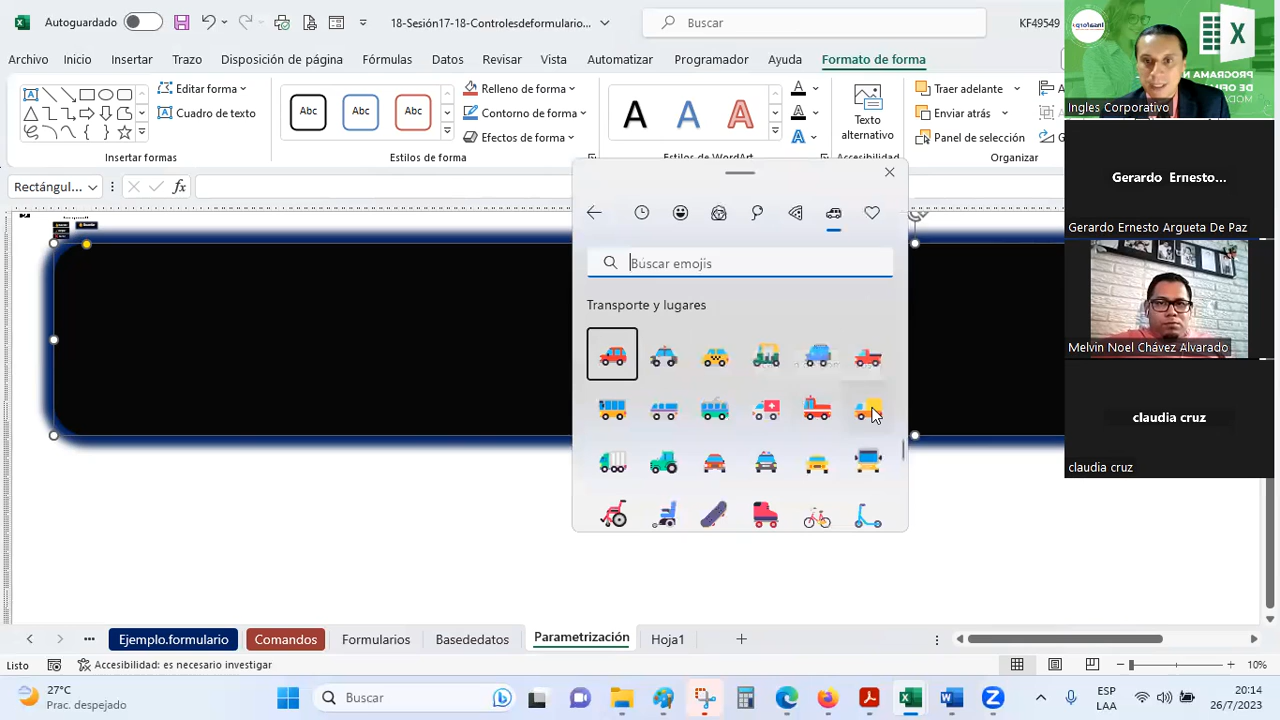 Autoguardado
18-Sesión17-18-Controlesdeformulario...
Buscar
KF49549
Archivo Inicio Insertar Trazo Disposición de página Fórmulas Datos Revisar Vista Automatizar Programador Ayuda Formato de forma
Editar forma
Cuadro de texto
Insertar formas
Abc Abc Abc
Relleno de forma
Contorno de forma
Efectos de forma
Estilos de forma
A A A
Estilos de WordArt
Texto alternativo
Accesibilidad
Traer adelante
Enviar atrás
Panel de selección
Organizar
Rectángul...
fx
Buscar emojis
Transporte y lugares
Ingles Corporativo
Gerardo Ernesto...
Gerardo Ernesto Argueta De Paz
Melvin Noel Chávez Alvarado
claudia cruz
claudia cruz
Ejemplo.formulario Comandos Formularios Basededatos Parametrización Hoja1
Listo
Accesibilidad: es necesario investigar
10%
27°C
Prac. despejado
Buscar
ESP
LAA
20:14
26/7/2023